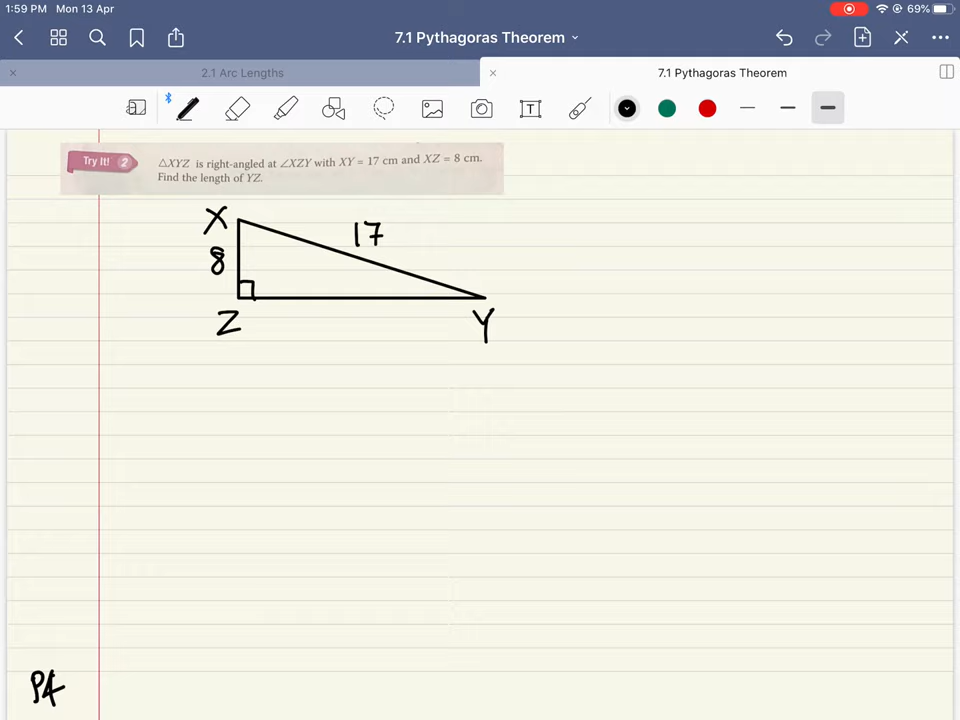 1:59 PM Mon 13 Apr
69%
7.1 Pythagoras Theorem
2.1 Arc Lengths
7.1 Pythagoras Theorem
Try It! 2
△XYZ is right-angled at ∠XZY with XY = 17 cm and XZ = 8 cm.
Find the length of YZ.
X
17
8
Z
Y
P4